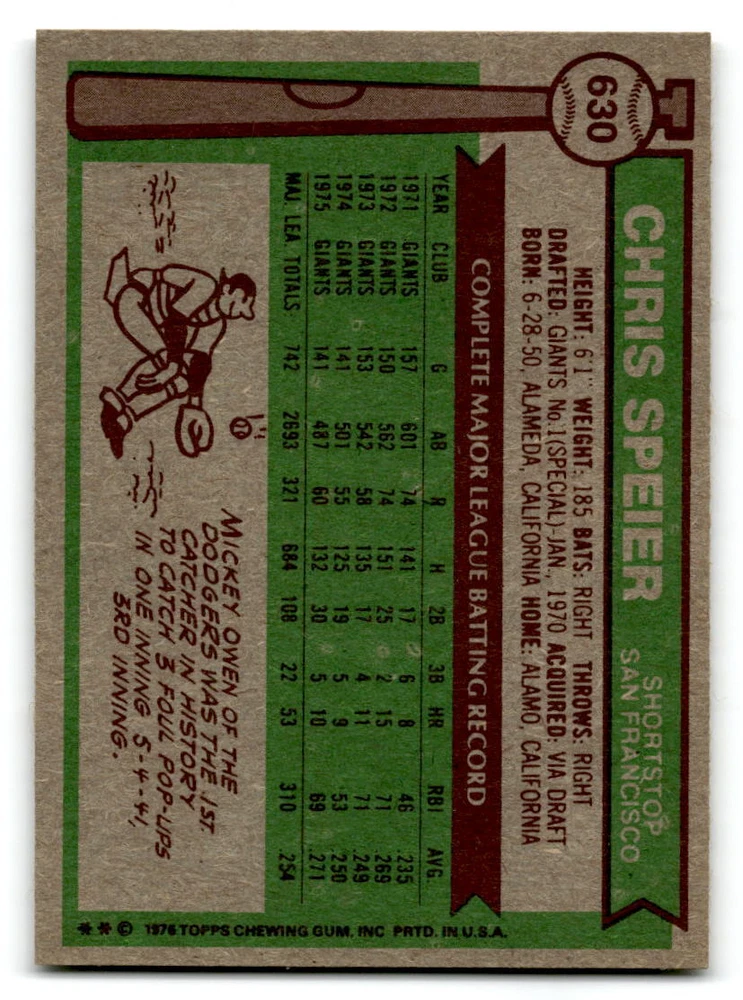 630
CHRIS SPEIER
SHORTSTOP
SAN FRANCISCO
HEIGHT: 6'1" WEIGHT: 185 BATS: RIGHT THROWS: RIGHT
DRAFTED: GIANTS No.1(SPECIAL)-JAN., 1970 ACQUIRED: VIA DRAFT
BORN: 6-28-50, ALAMEDA, CALIFORNIA HOME: ALAMO, CALIFORNIA
COMPLETE MAJOR LEAGUE BATTING RECORD
YEAR CLUB G AB R H 2B 3B HR RBI AVG.
1971 GIANTS 157 601 74 141 17 6 8 46 .235
1972 GIANTS 150 562 74 151 25 2 15 71 .269
1973 GIANTS 153 542 58 135 17 4 11 71 .249
1974 GIANTS 141 501 55 125 19 5 9 53 .250
1975 GIANTS 141 487 60 132 30 5 10 69 .271
MAJ. LEA. TOTALS 742 2693 321 684 108 22 53 310 .254
MICKEY OWEN OF THE
DODGERS WAS THE 1ST
CATCHER IN HISTORY
TO CATCH 3 FOUL POP-UPS
IN ONE INNING 5-4-41,
3RD INNING.
** © 1976 TOPPS CHEWING GUM, INC PRTD. IN U.S.A.